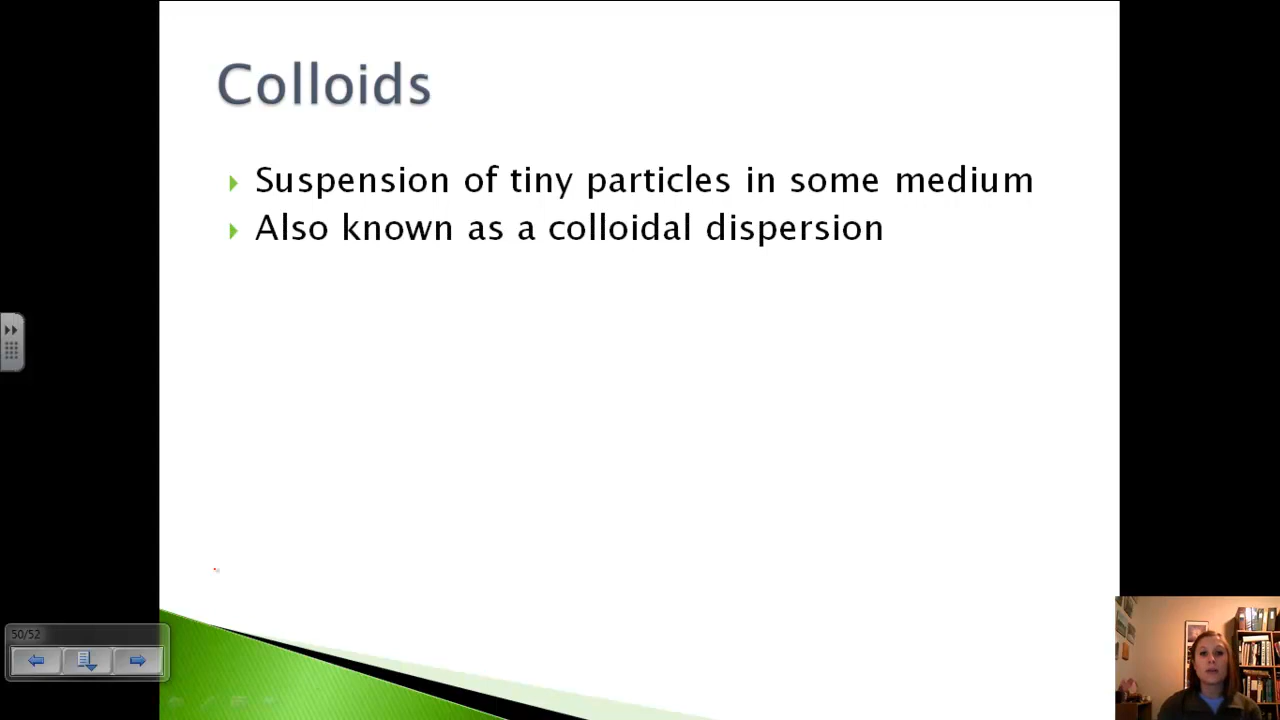 Colloids
Suspension of tiny particles in some medium
Also known as a colloidal dispersion
50/52